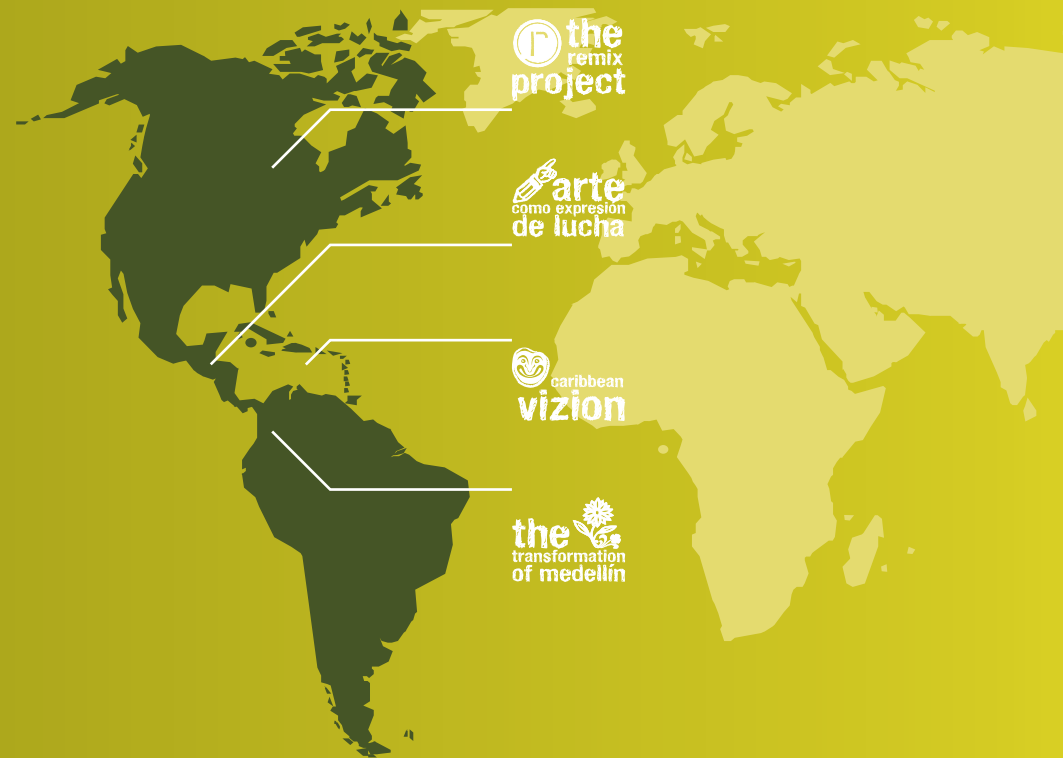 r
the
remix
project
arte
como expresión
de lucha
caribbean
vizion
the
transformation
of medellín